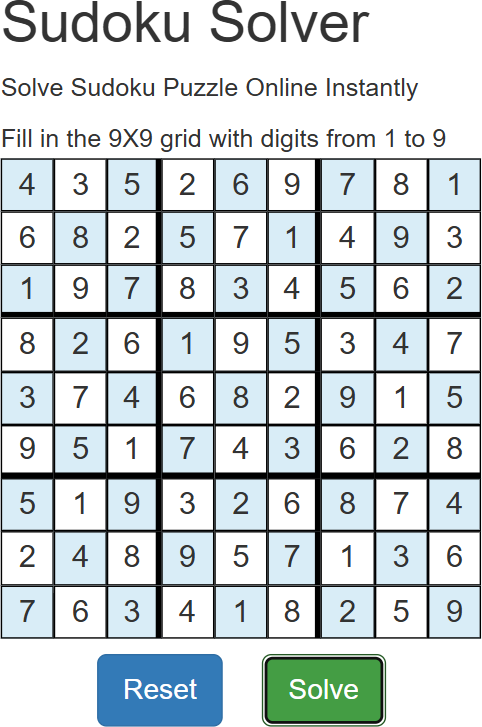 Sudoku Solver
Solve Sudoku Puzzle Online Instantly
Fill in the 9X9 grid with digits from 1 to 9
4 3 5 2 6 9 7 8 1
6 8 2 5 7 1 4 9 3
1 9 7 8 3 4 5 6 2
8 2 6 1 9 5 3 4 7
3 7 4 6 8 2 9 1 5
9 5 1 7 4 3 6 2 8
5 1 9 3 2 6 8 7 4
2 4 8 9 5 7 1 3 6
7 6 3 4 1 8 2 5 9
Reset Solve